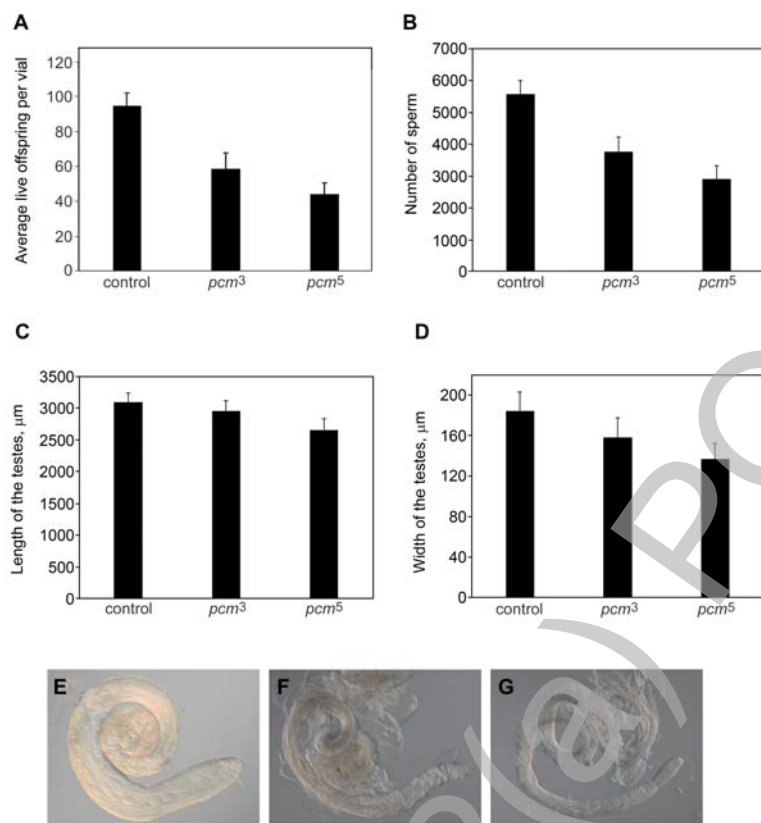 A
Average live offspring per vial
120
100
80
60
40
20
0
control pcm3 pcm5
B
Number of sperm
7000
6000
5000
4000
3000
2000
1000
0
control pcm3 pcm5
C
Length of the testes, μm
3500
3000
2500
2000
1500
1000
500
0
control pcm3 pcm5
D
Width of the testes, μm
200
160
120
80
40
0
control pcm3 pcm5
E
F
G